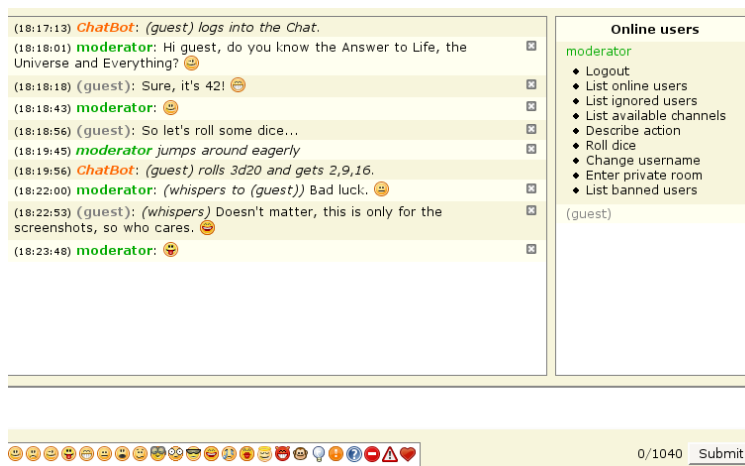 (18:17:13) ChatBot: (guest) logs into the Chat.
(18:18:01) moderator: Hi guest, do you know the Answer to Life, the
Universe and Everything?
(18:18:18) (guest): Sure, it's 42!
(18:18:43) moderator:
(18:18:56) (guest): So let's roll some dice...
(18:19:45) moderator jumps around eagerly
(18:19:56) ChatBot: (guest) rolls 3d20 and gets 2,9,16.
(18:22:00) moderator: (whispers to (guest)) Bad luck.
(18:22:53) (guest): (whispers) Doesn't matter, this is only for the
screenshots, so who cares.
(18:23:48) moderator:
Online users
moderator
Logout
List online users
List ignored users
List available channels
Describe action
Roll dice
Change username
Enter private room
List banned users
(guest)
0/1040 Submit